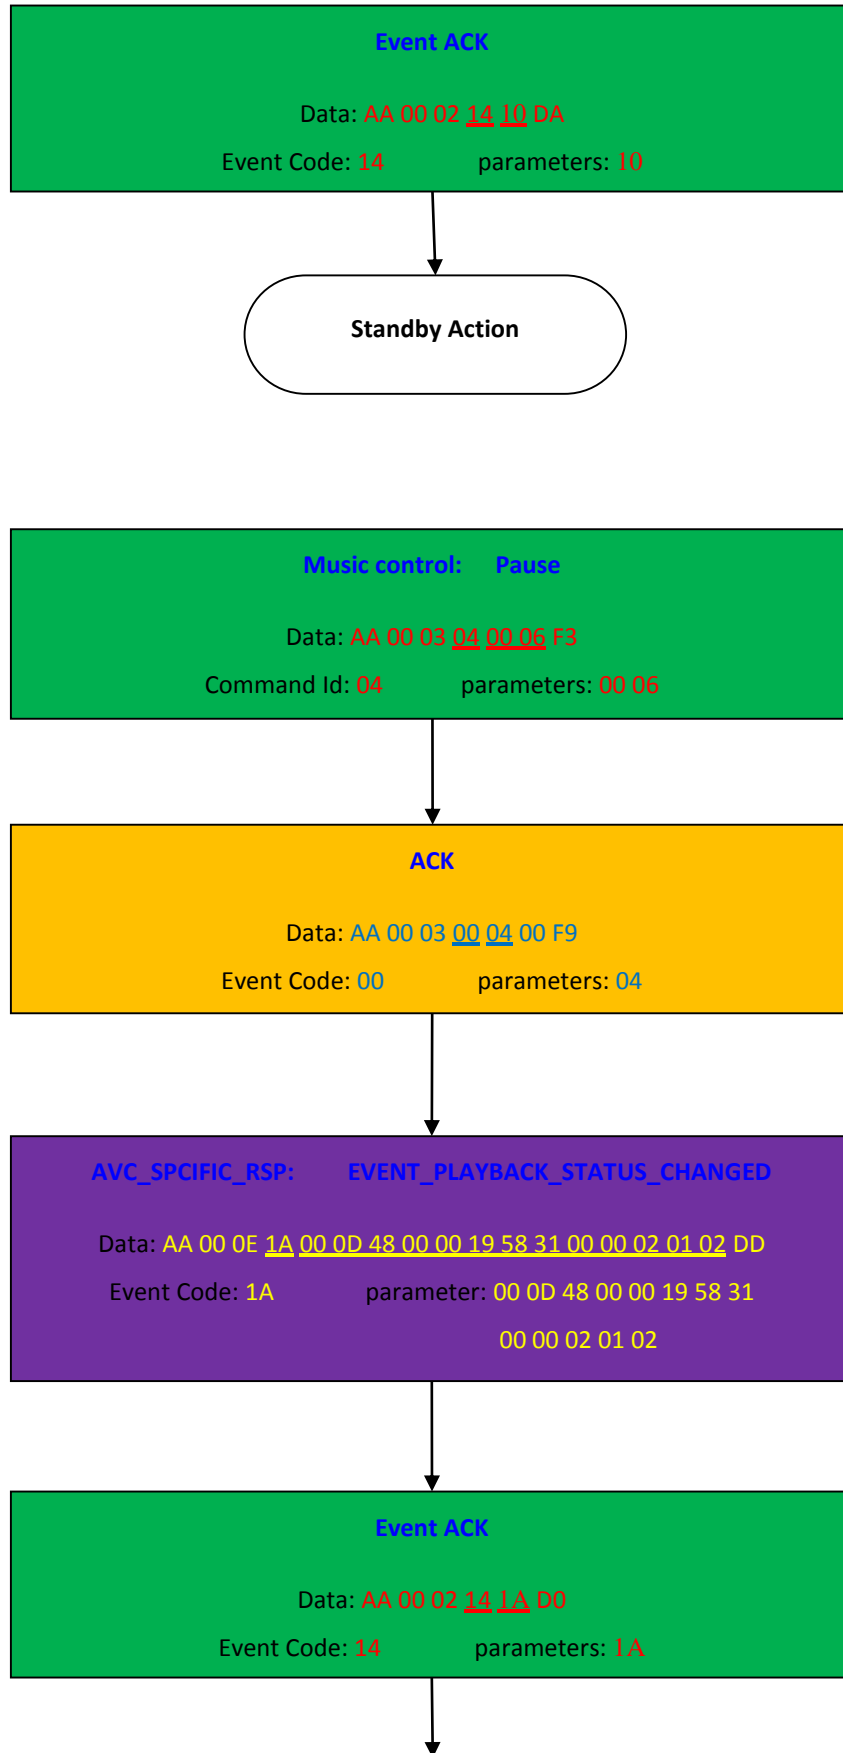 Event ACK
Data: AA 00 02 14 10 DA
Event Code: 14 parameters: 10
Standby Action
Music control: Pause
Data: AA 00 03 04 00 06 F3
Command Id: 04 parameters: 00 06
ACK
Data: AA 00 03 00 04 00 F9
Event Code: 00 parameters: 04
AVC_SPCIFIC_RSP: EVENT_PLAYBACK_STATUS_CHANGED
Data: AA 00 0E 1A 00 0D 48 00 00 19 58 31 00 00 02 01 02 DD
Event Code: 1A parameter: 00 0D 48 00 00 19 58 31
00 00 02 01 02
Event ACK
Data: AA 00 02 14 1A D0
Event Code: 14 parameters: 1A